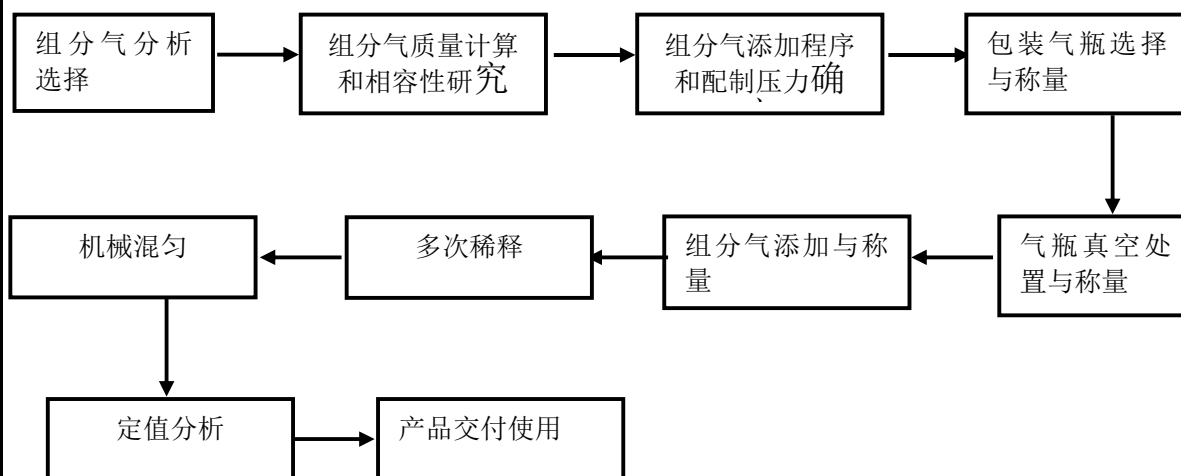 组分气分析
选择
组分气质量计算
和相容性研究
组分气添加程序
和配制压力确
包装气瓶选择
与称量
机械混匀
多次稀释
组分气添加与称
量
气瓶真空处
置与称量
定值分析
产品交付使用